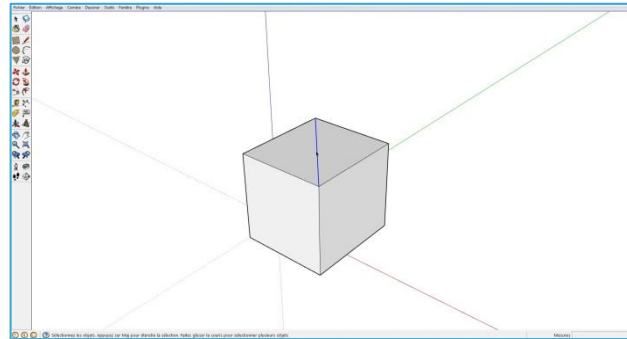 Fichier Édition Affichage Caméra Dessiner Outils Fenêtre Plugins Aide
Sélectionnez les objets. Appuyez sur Maj pour étendre la sélection. Faites glisser la souris pour sélectionner plusieurs objets.
Mesures